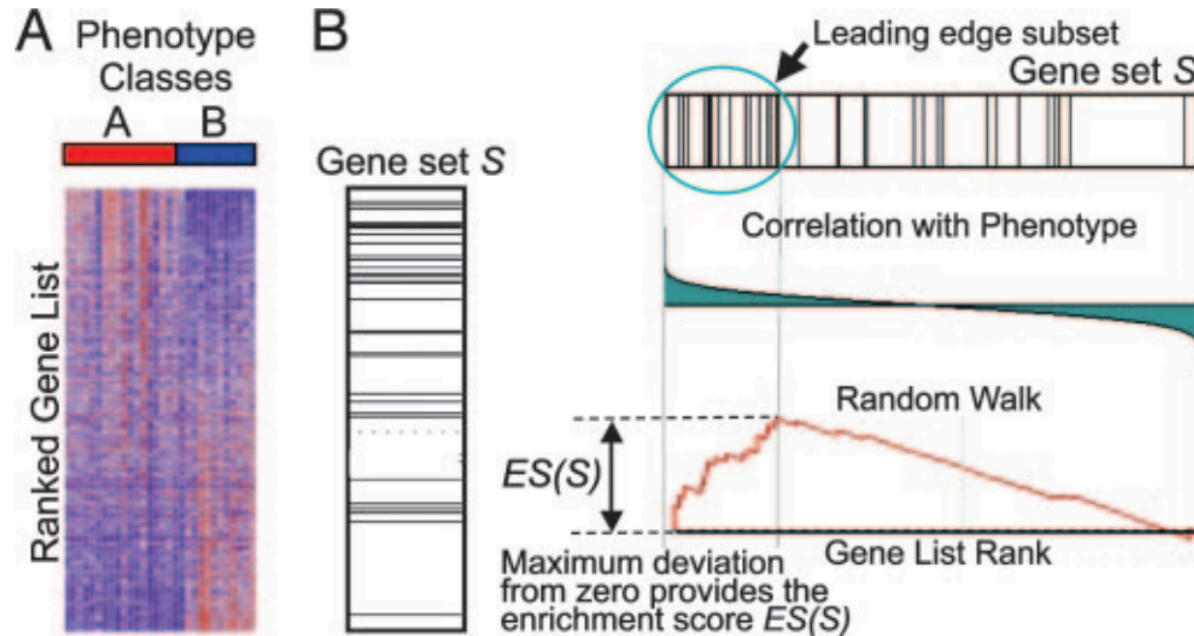 A Phenotype
Classes
A B
Ranked Gene List
B
Gene set S
Leading edge subset
Gene set S
Correlation with Phenotype
Random Walk
ES(S)
Gene List Rank
Maximum deviation
from zero provides the
enrichment score ES(S)